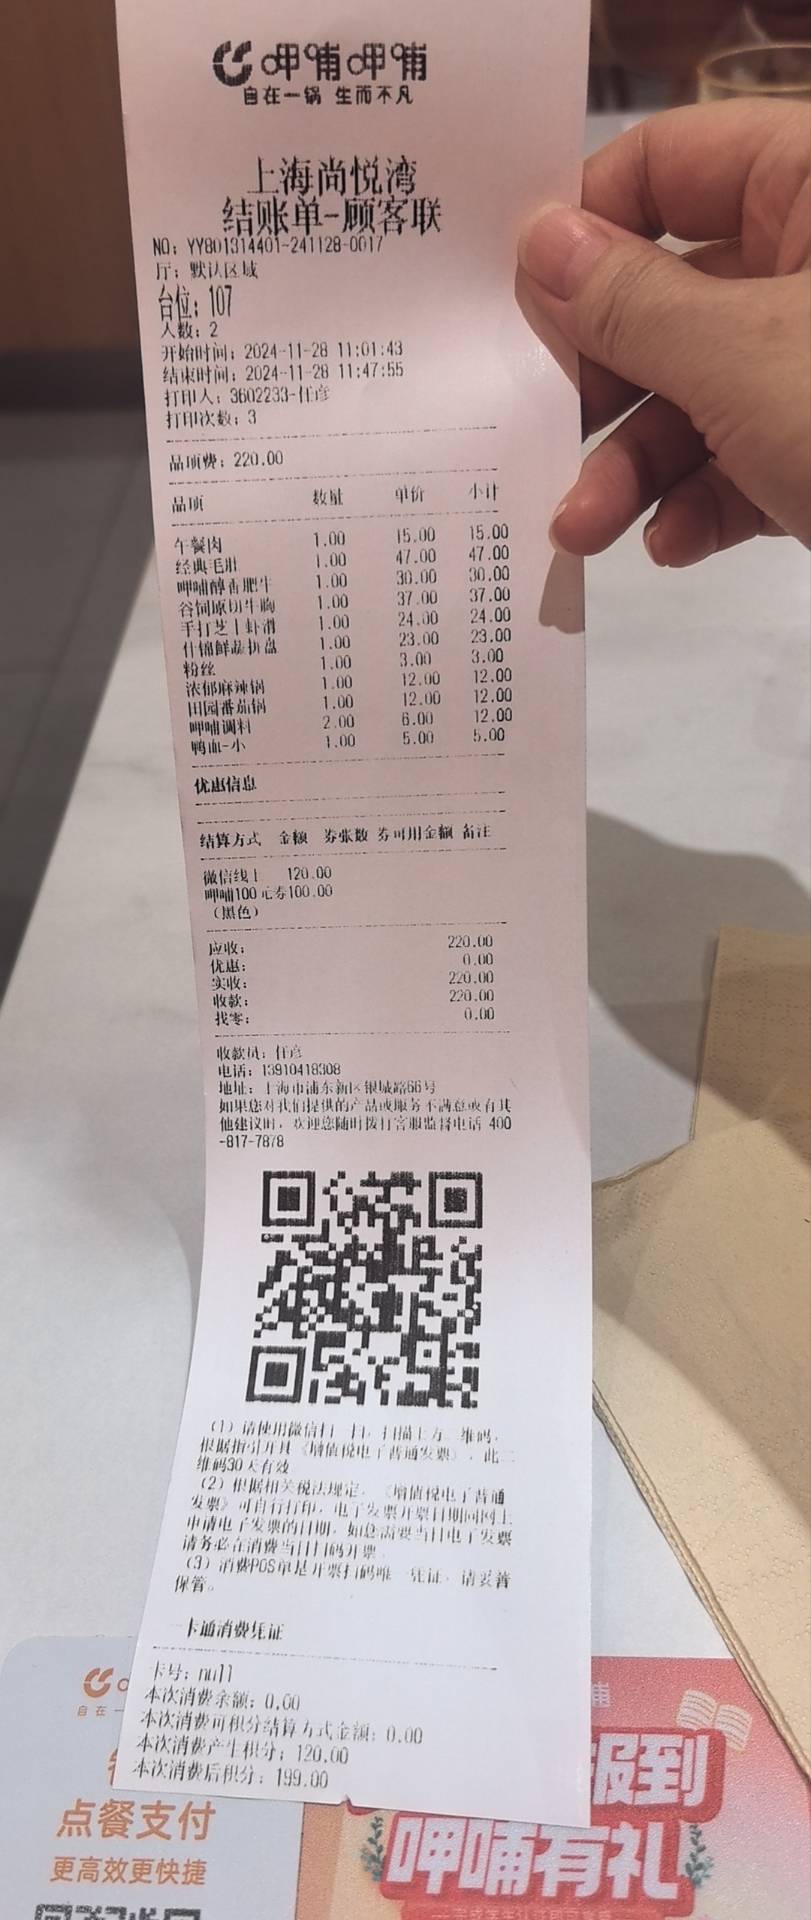 呷哺呷哺
自在一锅 生而不凡
上海尚悦湾
结账单-顾客联
NO: YY801314401-241128-0017
厅: 默认区域
台位: 107
人数: 2
开始时间: 2024-11-28 11:01:43
结束时间: 2024-11-28 11:47:55
打印人: 3602233-任彦
打印次数: 3
品项费: 220.00
品项 数量 单价 小计
午餐肉 1.00 15.00 15.00
经典毛肚 1.00 47.00 47.00
呷哺醇香肥牛 1.00 30.00 30.00
谷饲原切牛胸 1.00 37.00 37.00
手打芝士虾滑 1.00 24.00 24.00
什锦鲜蔬拼盘 1.00 23.00 23.00
粉丝 1.00 3.00 3.00
浓郁麻辣锅 1.00 12.00 12.00
田园番茄锅 1.00 12.00 12.00
呷哺调料 2.00 6.00 12.00
鸭血-小 1.00 5.00 5.00
优惠信息
结算方式 金额 券张数 券可用金额 备注
微信线上 120.00
呷哺100元券100.00
(黑色)
应收: 220.00
优惠: 0.00
实收: 220.00
收款: 220.00
找零: 0.00
收款员: 任彦
电话: 13910418308
地址: 上海市浦东新区银城路66号
如果您对我们提供的产品或服务不满意或有其
他建议时, 欢迎您随时拨打客服监督电话 400
-817-7878
(1) 请使用微信扫一扫, 扫描上方二维码,
根据指引开具《增值税电子普通发票》, 此二
维码30天有效
(2) 根据相关税法规定, 《增值税电子普通
发票》可自行打印, 电子发票开票日期同网上
申请电子发票的日期, 如您需要当日电子发票
请务必在消费当日扫码开票
(3) 消费POS单是开票扫码唯一凭证, 请妥善
保管。
一卡通消费凭证
卡号: null
本次消费余额: 0.00
本次消费可积分结算方式金额: 0.00
本次消费产生积分: 120.00
本次消费后积分: 199.00
自在一
点餐支付
更高效更快捷
报到
呷哺有礼